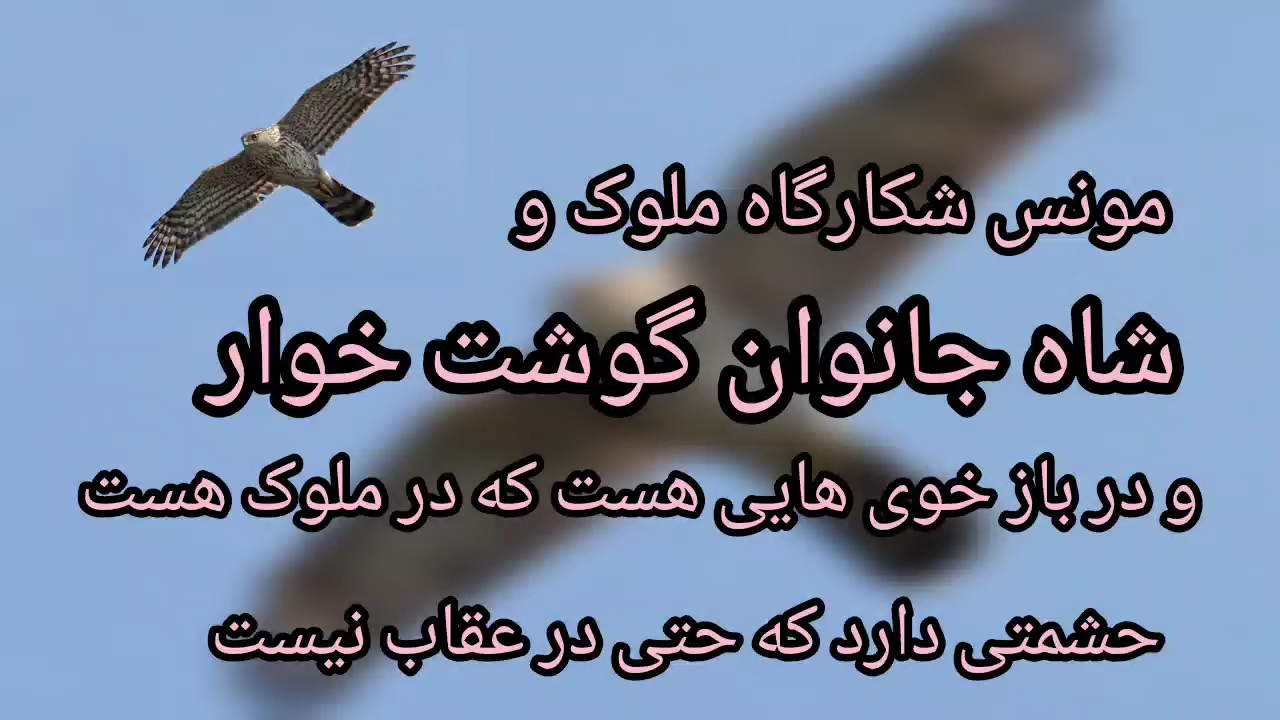 مونس شکارگاه ملوک و
شاه جانوان گوشت خوار
و در باز خوی هایی هست که در ملوک هست
حشمتی دارد که حتی در عقاب نیست